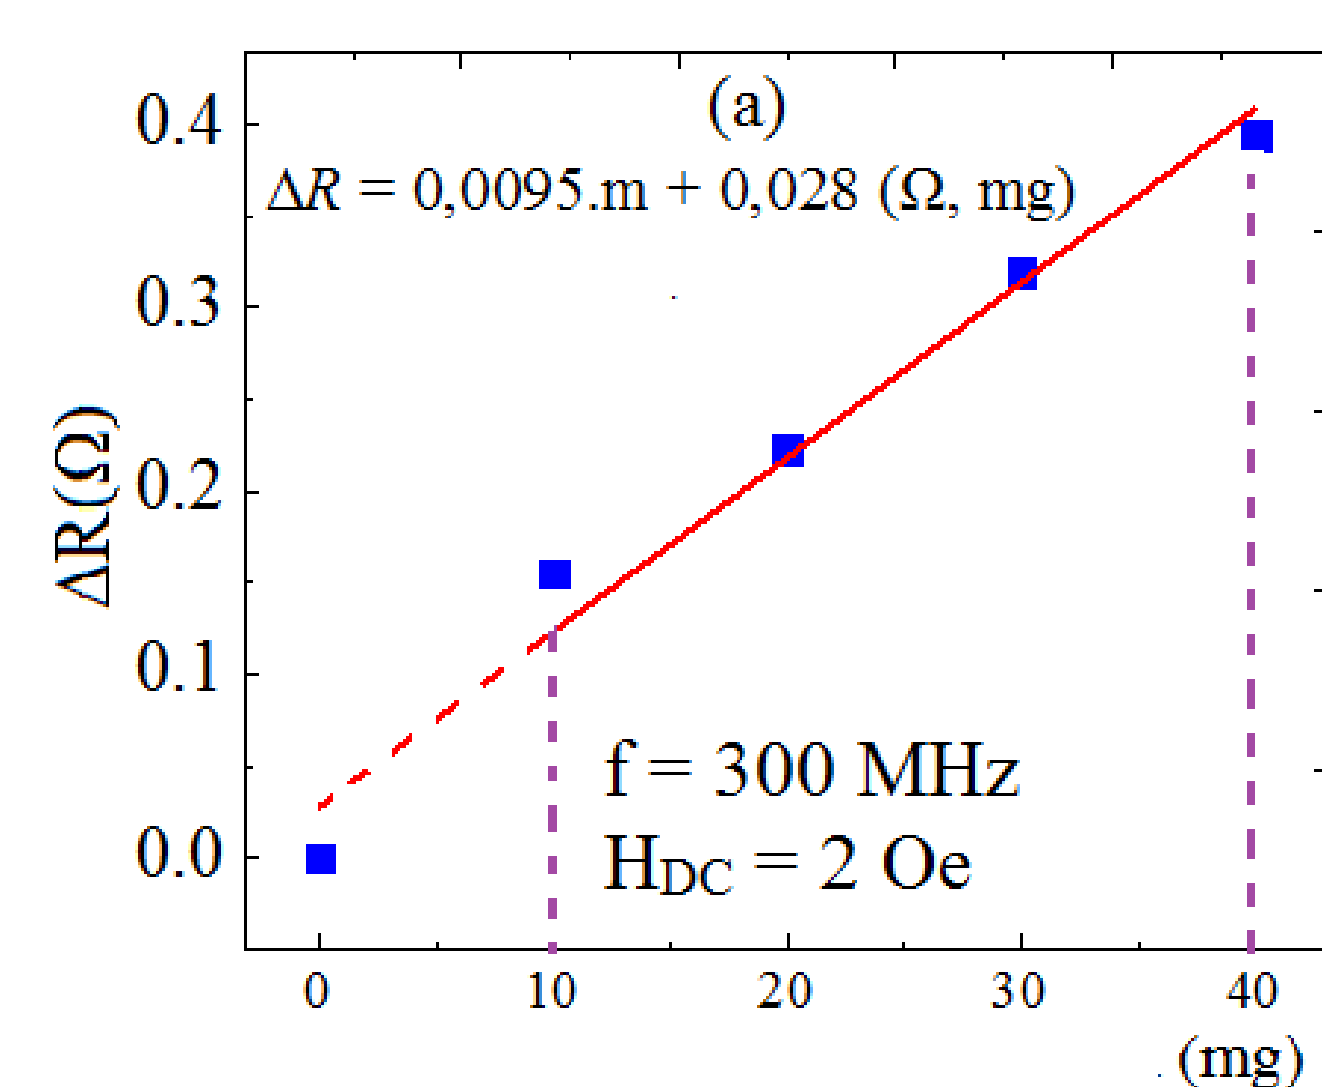 (a)
0.4
ΔR = 0,0095.m + 0,028 (Ω, mg)
0.3
ΔR(Ω)
0.2
0.1
f = 300 MHz
0.0
H_DC = 2 Oe
0 10 20 30 40
(mg)